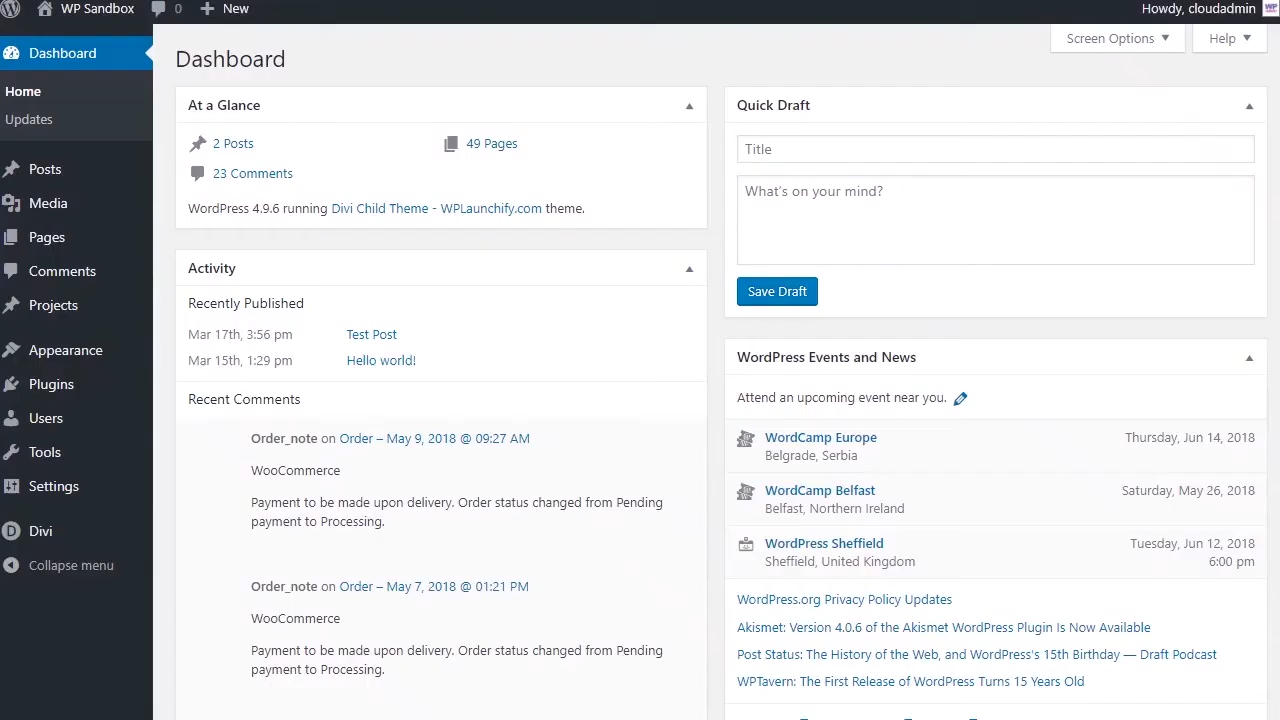 WP Sandbox
0
New
Howdy, cloudadmin
Dashboard
Home
Updates
Posts
Media
Pages
Comments
Projects
Appearance
Plugins
Users
Tools
Settings
Divi
Collapse menu
Screen Options
Help
Dashboard
At a Glance
2 Posts
49 Pages
23 Comments
WordPress 4.9.6 running Divi Child Theme - WPLaunchify.com theme.
Activity
Recently Published
Mar 17th, 3:56 pm Test Post
Mar 15th, 1:29 pm Hello world!
Recent Comments
Order_note on Order – May 9, 2018 @ 09:27 AM
WooCommerce
Payment to be made upon delivery. Order status changed from Pending
payment to Processing.
Order_note on Order – May 7, 2018 @ 01:21 PM
WooCommerce
Payment to be made upon delivery. Order status changed from Pending
payment to Processing.
Quick Draft
Title
What's on your mind?
Save Draft
WordPress Events and News
Attend an upcoming event near you.
WordCamp Europe Thursday, Jun 14, 2018
Belgrade, Serbia
WordCamp Belfast Saturday, May 26, 2018
Belfast, Northern Ireland
WordPress Sheffield Tuesday, Jun 12, 2018
Sheffield, United Kingdom 6:00 pm
WordPress.org Privacy Policy Updates
Akismet: Version 4.0.6 of the Akismet WordPress Plugin Is Now Available
Post Status: The History of the Web, and WordPress's 15th Birthday — Draft Podcast
WPTavern: The First Release of WordPress Turns 15 Years Old